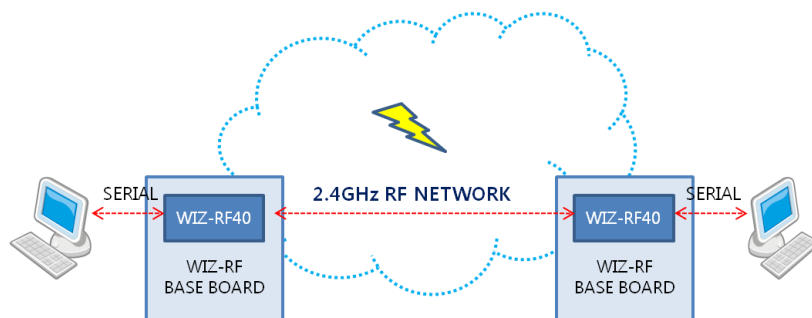 SERIAL
WIZ-RF40
WIZ-RF
BASE BOARD
2.4GHz RF NETWORK
WIZ-RF40
WIZ-RF
BASE BOARD
SERIAL